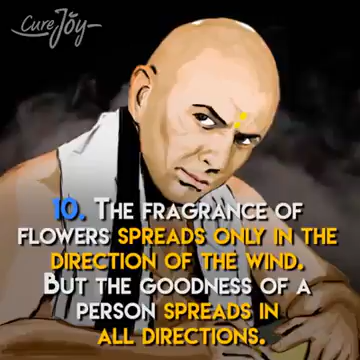 CureJoy
10. The fragrance of
flowers spreads only in the
direction of the wind.
But the goodness of a
person spreads in
all directions.